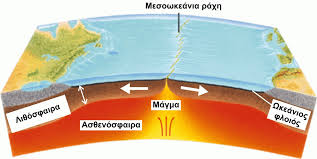 Μεσοωκεάνια ράχη
Λιθόσφαιρα
Ασθενόσφαιρα
Μάγμα
Ωκεάνιος
φλοιός